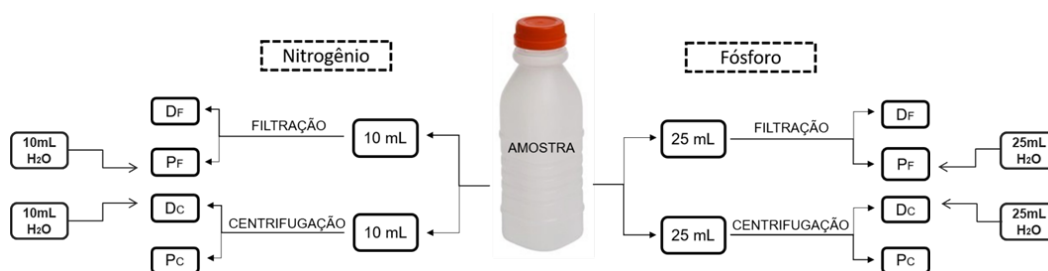 Nitrogênio
Fósforo
DF
FILTRAÇÃO
10 mL
10mL
H2O
PF
AMOSTRA
25 mL
FILTRAÇÃO
DF
PF
25mL
H2O
10mL
H2O
DC
CENTRIFUGAÇÃO
10 mL
PC
25 mL
CENTRIFUGAÇÃO
DC
25mL
H2O
PC